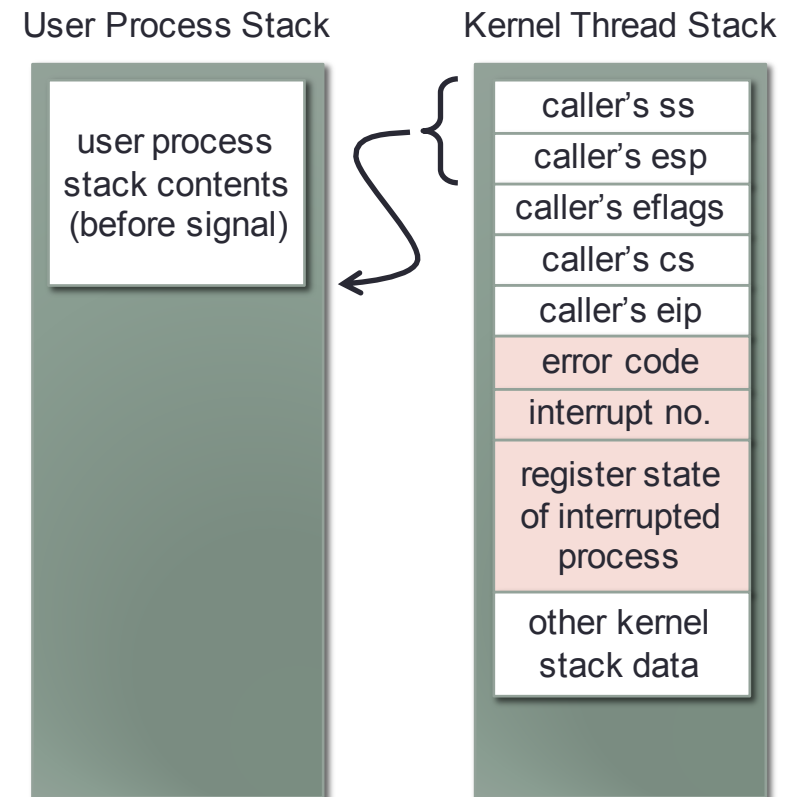 User Process Stack
Kernel Thread Stack
user process
stack contents
(before signal)
caller’s ss
caller’s esp
caller’s eflags
caller’s cs
caller’s eip
error code
interrupt no.
register state
of interrupted
process
other kernel
stack data